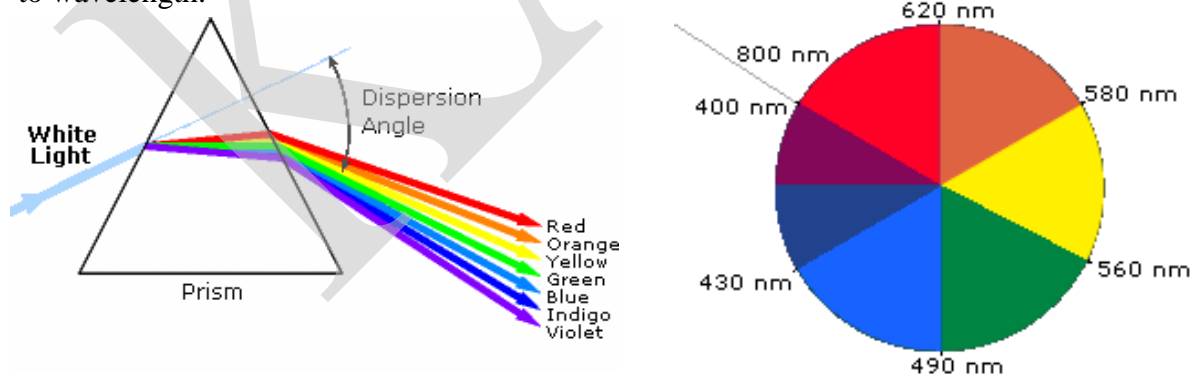 to wavelength.
White
Light
Dispersion
Angle
Prism
Red
Orange
Yellow
Green
Blue
Indigo
Violet
620 nm
800 nm
400 nm
580 nm
560 nm
430 nm
490 nm